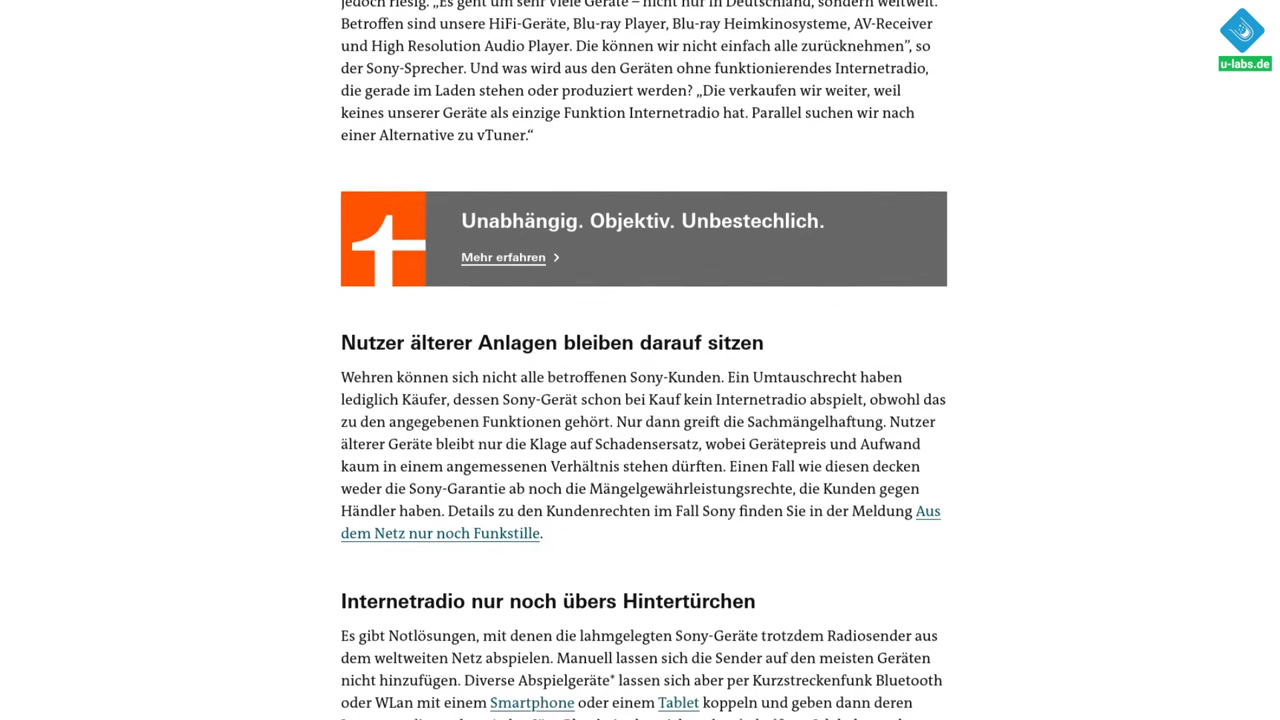 jedoch riesig. „Es geht um sehr viele Geräte – nicht nur in Deutschland, sondern weltweit.
Betroffen sind unsere HiFi-Geräte, Blu-ray Player, Blu-ray Heimkinosysteme, AV-Receiver
und High Resolution Audio Player. Die können wir nicht einfach alle zurücknehmen”, so
der Sony-Sprecher. Und was wird aus den Geräten ohne funktionierendes Internetradio,
die gerade im Laden stehen oder produziert werden? „Die verkaufen wir weiter, weil
keines unserer Geräte als einzige Funktion Internetradio hat. Parallel suchen wir nach
einer Alternative zu vTuner.“
Unabhängig. Objektiv. Unbestechlich.
Mehr erfahren
Nutzer älterer Anlagen bleiben darauf sitzen
Wehren können sich nicht alle betroffenen Sony-Kunden. Ein Umtauschrecht haben
lediglich Käufer, dessen Sony-Gerät schon bei Kauf kein Internetradio abspielt, obwohl das
zu den angegebenen Funktionen gehört. Nur dann greift die Sachmängelhaftung. Nutzer
älterer Geräte bleibt nur die Klage auf Schadensersatz, wobei Gerätepreis und Aufwand
kaum in einem angemessenen Verhältnis stehen dürften. Einen Fall wie diesen decken
weder die Sony-Garantie ab noch die Mängelgewährleistungsrechte, die Kunden gegen
Händler haben. Details zu den Kundenrechten im Fall Sony finden Sie in der Meldung Aus
dem Netz nur noch Funkstille.
Internetradio nur noch übers Hintertürchen
Es gibt Notlösungen, mit denen die lahmgelegten Sony-Geräte trotzdem Radiosender aus
dem weltweiten Netz abspielen. Manuell lassen sich die Sender auf den meisten Geräten
nicht hinzufügen. Diverse Abspielgeräte* lassen sich aber per Kurzstreckenfunk Bluetooth
oder WLan mit einem Smartphone oder einem Tablet koppeln und geben dann deren
u-labs.de